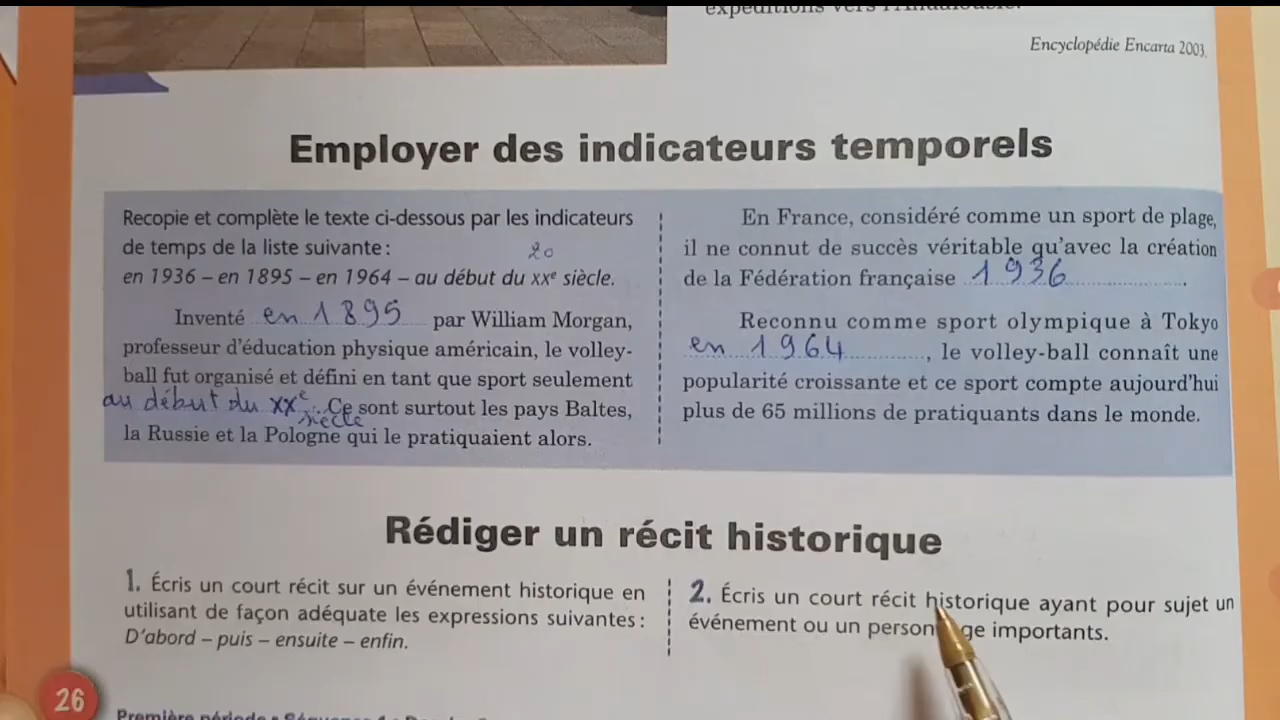 expéditions vers l'Andalousie.
Encyclopédie Encarta 2003.
Employer des indicateurs temporels
Recopie et complète le texte ci-dessous par les indicateurs
de temps de la liste suivante :
20
en 1936 – en 1895 – en 1964 – au début du XXe siècle.
Inventé en 1895 par William Morgan,
professeur d'éducation physique américain, le volley-
ball fut organisé et défini en tant que sport seulement
au début du XXe siècle. Ce sont surtout les pays Baltes,
la Russie et la Pologne qui le pratiquaient alors.
En France, considéré comme un sport de plage,
il ne connut de succès véritable qu'avec la création
de la Fédération française 1936.
Reconnu comme sport olympique à Tokyo
en 1964, le volley-ball connaît une
popularité croissante et ce sport compte aujourd'hui
plus de 65 millions de pratiquants dans le monde.
Rédiger un récit historique
1. Écris un court récit sur un événement historique en
utilisant de façon adéquate les expressions suivantes :
D'abord – puis – ensuite – enfin.
2. Écris un court récit historique ayant pour sujet un
événement ou un personnage importants.
26
Première période • Séquence